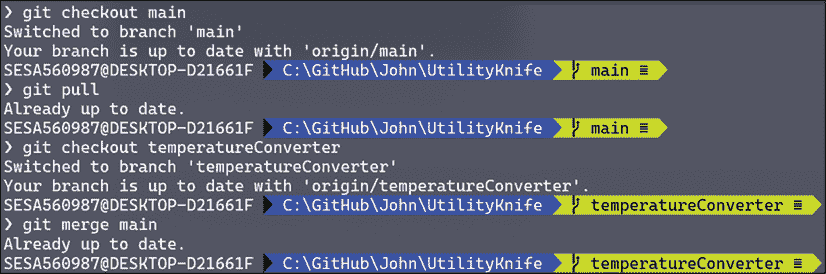 ❯ git checkout main
Switched to branch 'main'
Your branch is up to date with 'origin/main'.
SESA560987@DESKTOP-D21661F C:\GitHub\John\UtilityKnife main ≡
❯ git pull
Already up to date.
SESA560987@DESKTOP-D21661F C:\GitHub\John\UtilityKnife main ≡
❯ git checkout temperatureConverter
Switched to branch 'temperatureConverter'
Your branch is up to date with 'origin/temperatureConverter'.
SESA560987@DESKTOP-D21661F C:\GitHub\John\UtilityKnife temperatureConverter ≡
❯ git merge main
Already up to date.
SESA560987@DESKTOP-D21661F C:\GitHub\John\UtilityKnife temperatureConverter ≡